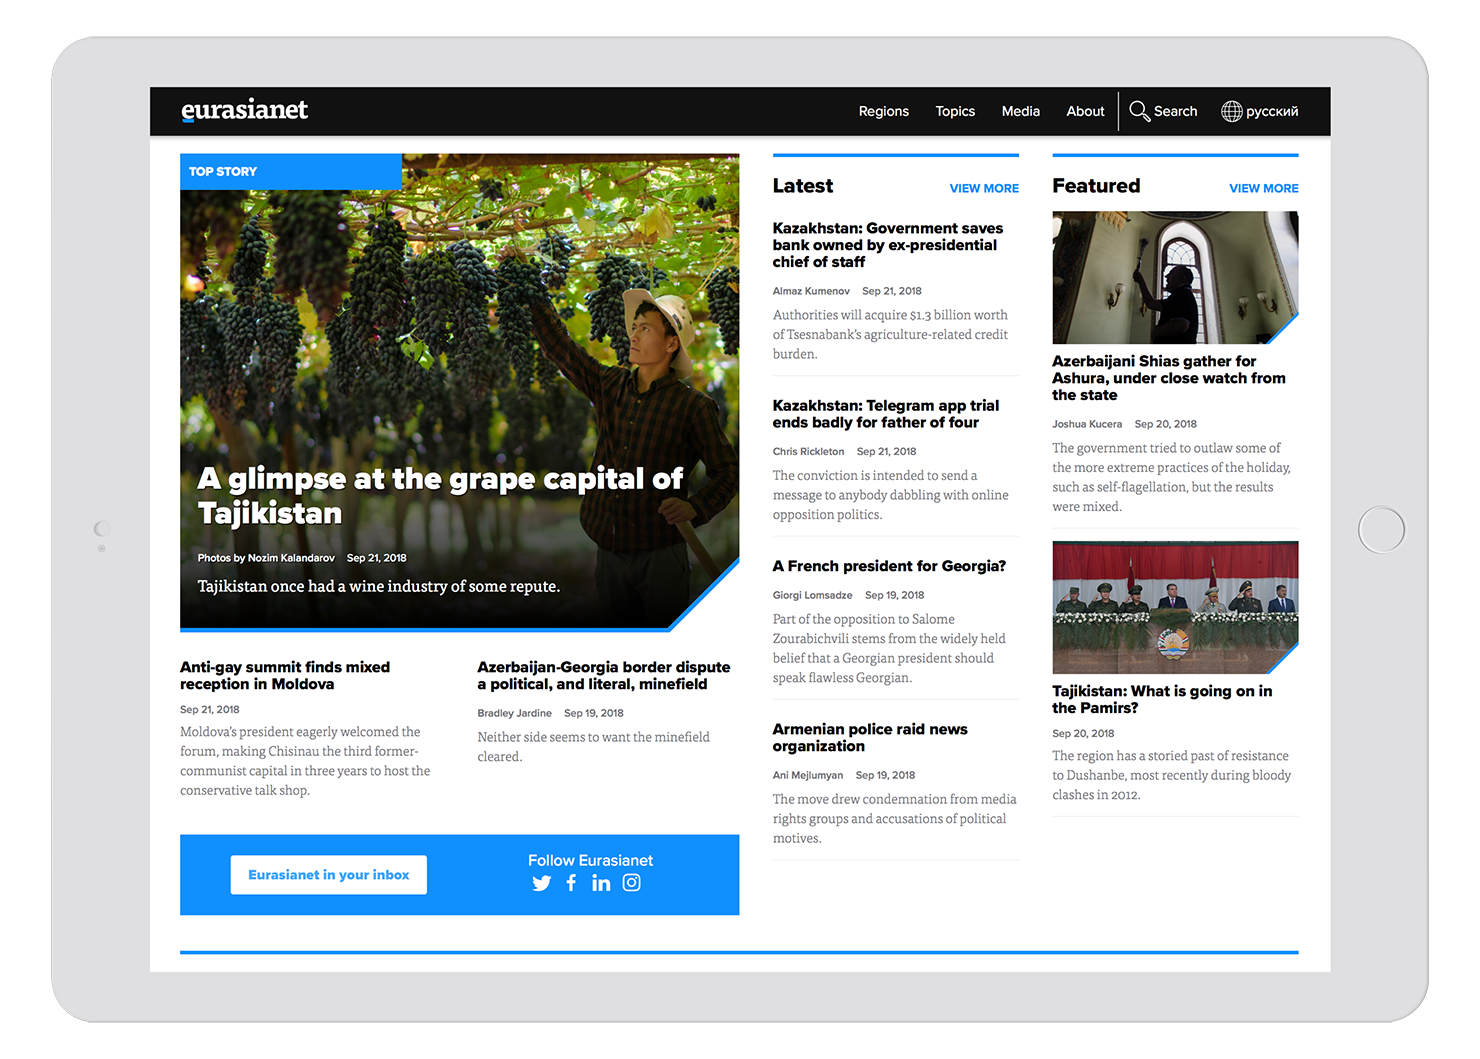 eurasianet
Regions
Topics
Media
About
Search
русский
TOP STORY
A glimpse at the grape capital of
Tajikistan
Photos by Nozim Kalandarov Sep 21, 2018
Tajikistan once had a wine industry of some repute.
Anti-gay summit finds mixed
reception in Moldova
Sep 21, 2018
Moldova's president eagerly welcomed the
forum, making Chisinau the third former-
communist capital in three years to host the
conservative talk shop.
Azerbaijan-Georgia border dispute
a political, and literal, minefield
Bradley Jardine Sep 19, 2018
Neither side seems to want the minefield
cleared.
Eurasianet in your inbox
Follow Eurasianet
Latest
VIEW MORE
Kazakhstan: Government saves
bank owned by ex-presidential
chief of staff
Almaz Kumenov Sep 21, 2018
Authorities will acquire $1.3 billion worth
of Tsesnabank's agriculture-related credit
burden.
Kazakhstan: Telegram app trial
ends badly for father of four
Chris Rickleton Sep 21, 2018
The conviction is intended to send a
message to anybody dabbling with online
opposition politics.
A French president for Georgia?
Giorgi Lomsadze Sep 19, 2018
Part of the opposition to Salome
Zourabichvili stems from the widely held
belief that a Georgian president should
speak flawless Georgian.
Armenian police raid news
organization
Ani Mejlumyan Sep 19, 2018
The move drew condemnation from media
rights groups and accusations of political
motives.
Featured
VIEW MORE
Azerbaijani Shias gather for
Ashura, under close watch from
the state
Joshua Kucera Sep 20, 2018
The government tried to outlaw some of
the more extreme practices of the holiday,
such as self-flagellation, but the results
were mixed.
Tajikistan: What is going on in
the Pamirs?
Sep 20, 2018
The region has a storied past of resistance
to Dushanbe, most recently during bloody
clashes in 2012.